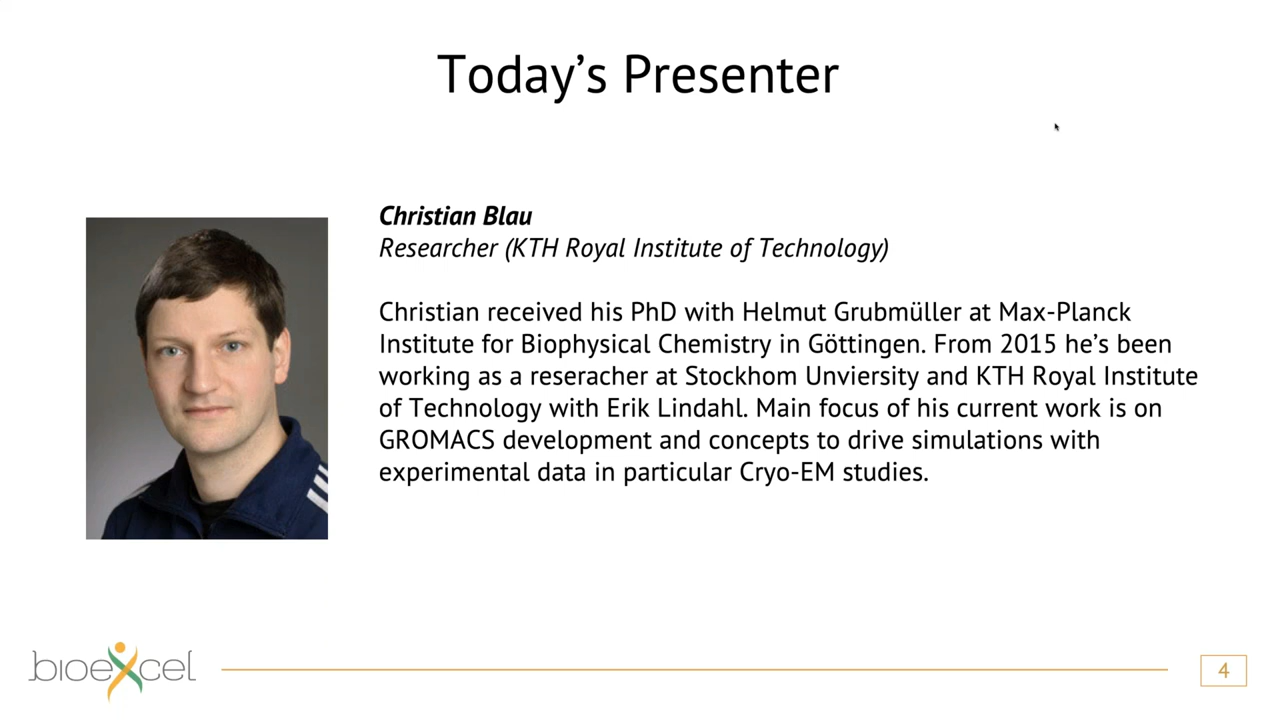 Today's Presenter
Christian Blau
Researcher (KTH Royal Institute of Technology)
Christian received his PhD with Helmut Grubmüller at Max-Planck
Institute for Biophysical Chemistry in Göttingen. From 2015 he's been
working as a reseracher at Stockhom Unviersity and KTH Royal Institute
of Technology with Erik Lindahl. Main focus of his current work is on
GROMACS development and concepts to drive simulations with
experimental data in particular Cryo-EM studies.
bioexcel
4